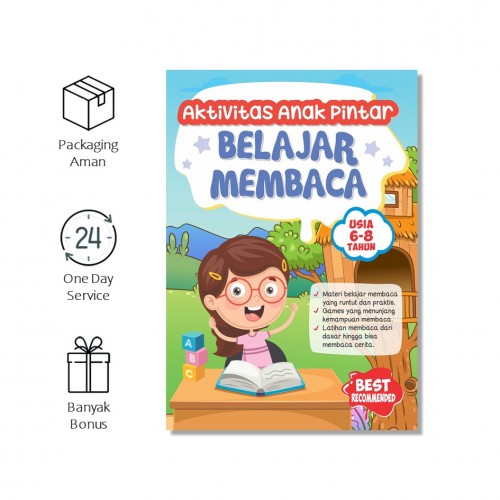 Packaging
Aman
24
One Day
Service
Banyak
Bonus
Aktivitas Anak Pintar
BELAJAR
MEMBACA
USIA
6-8
TAHUN
Materi belajar membaca
yang runtut dan praktis.
Games yang menunjang
kemampuan membaca.
Latihan membaca dari
dasar hingga bisa
membaca cerita.
A
B
C
BEST
RECOMMENDED